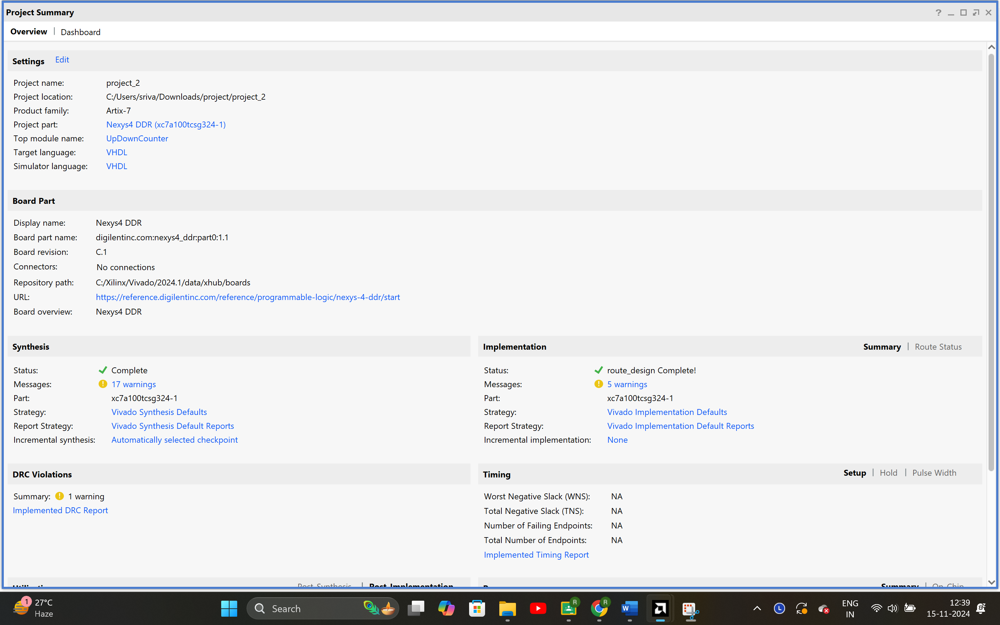 Project Summary
Overview | Dashboard
Settings Edit
Project name: project_2
Project location: C:/Users/sriva/Downloads/project/project_2
Product family: Artix-7
Project part: Nexys4 DDR (xc7a100tcsg324-1)
Top module name: UpDownCounter
Target language: VHDL
Simulator language: VHDL
Board Part
Display name: Nexys4 DDR
Board part name: digilentinc.com:nexys4_ddr:part0:1.1
Board revision: C.1
Connectors: No connections
Repository path: C:/Xilinx/Vivado/2024.1/data/xhub/boards
URL: https://reference.digilentinc.com/reference/programmable-logic/nexys-4-ddr/start
Board overview: Nexys4 DDR
Synthesis
Status: Complete
Messages: 17 warnings
Part: xc7a100tcsg324-1
Strategy: Vivado Synthesis Defaults
Report Strategy: Vivado Synthesis Default Reports
Incremental synthesis: Automatically selected checkpoint
Implementation Summary | Route Status
Status: route_design Complete!
Messages: 5 warnings
Part: xc7a100tcsg324-1
Strategy: Vivado Implementation Defaults
Report Strategy: Vivado Implementation Default Reports
Incremental implementation: None
DRC Violations
Summary: 1 warning
Implemented DRC Report
Timing Setup | Hold | Pulse Width
Worst Negative Slack (WNS): NA
Total Negative Slack (TNS): NA
Number of Failing Endpoints: NA
Total Number of Endpoints: NA
Implemented Timing Report
Post-Synthesis | Post-Implementation
Summary | On-Chip
1 27°C
Haze
Search
R
R
L
ENG
IN
12:39
15-11-2024